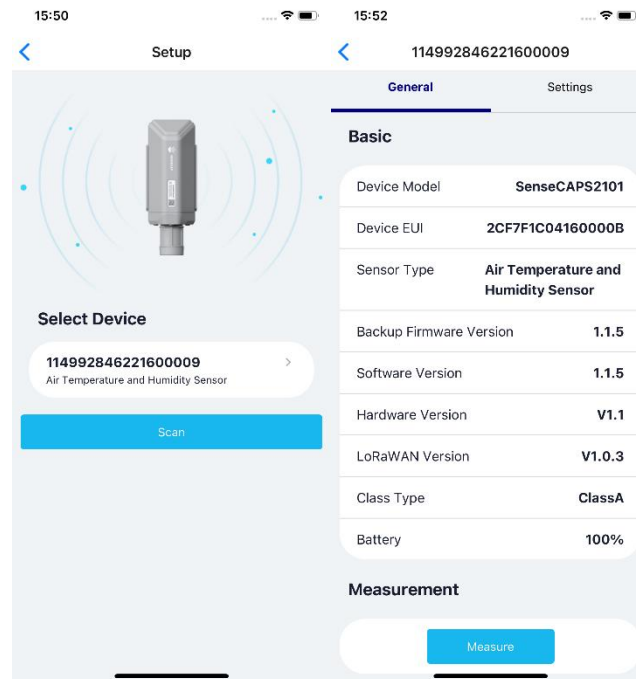 15:50
Setup
Select Device
114992846221600009
Air Temperature and Humidity Sensor
Scan
15:52
114992846221600009
General Settings
Basic
Device Model SenseCAPS2101
Device EUI 2CF7F1C04160000B
Sensor Type Air Temperature and
Humidity Sensor
Backup Firmware Version 1.1.5
Software Version 1.1.5
Hardware Version V1.1
LoRaWAN Version V1.0.3
Class Type ClassA
Battery 100%
Measurement
Measure